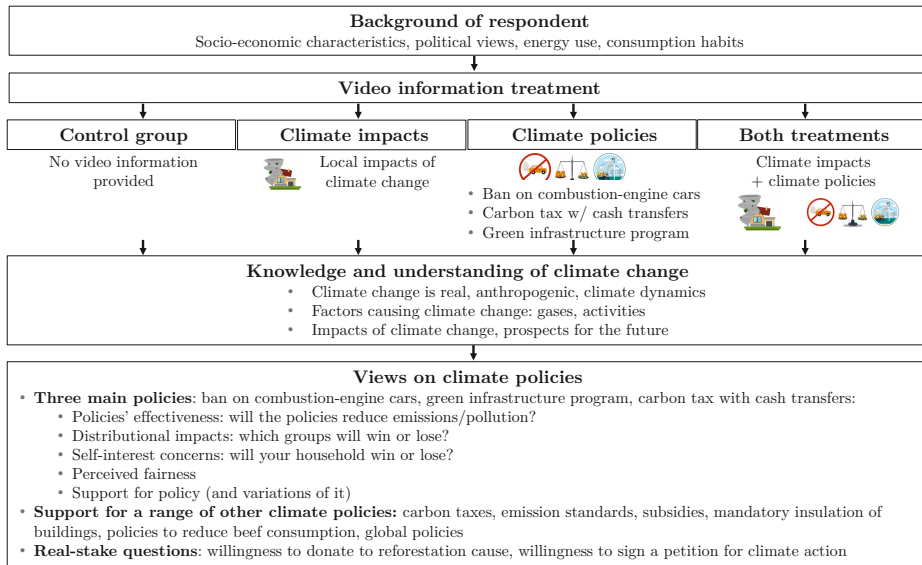 Background of respondent
Socio-economic characteristics, political views, energy use, consumption habits
Video information treatment
Control group
No video information
provided
Climate impacts
Local impacts of
climate change
Climate policies
• Ban on combustion-engine cars
• Carbon tax w/ cash transfers
• Green infrastructure program
Both treatments
Climate impacts
+ climate policies
Knowledge and understanding of climate change
• Climate change is real, anthropogenic, climate dynamics
• Factors causing climate change: gases, activities
• Impacts of climate change, prospects for the future
Views on climate policies
• Three main policies: ban on combustion-engine cars, green infrastructure program, carbon tax with cash transfers:
• Policies' effectiveness: will the policies reduce emissions/pollution?
• Distributional impacts: which groups will win or lose?
• Self-interest concerns: will your household win or lose?
• Perceived fairness
• Support for policy (and variations of it)
• Support for a range of other climate policies: carbon taxes, emission standards, subsidies, mandatory insulation of
buildings, policies to reduce beef consumption, global policies
• Real-stake questions: willingness to donate to reforestation cause, willingness to sign a petition for climate action